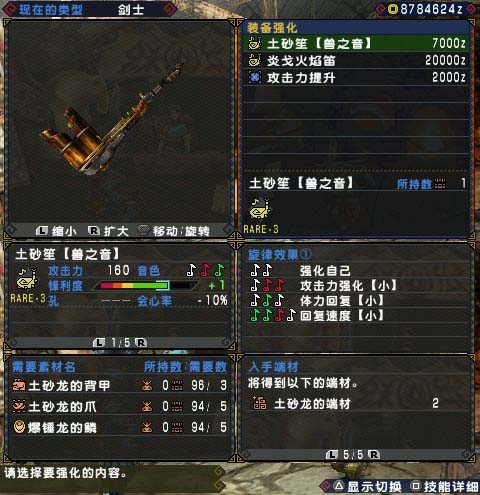 现在的类型 剑士
8784624z
装备强化
土砂笙【兽之音】 7000z
炎戈火焰笛 20000z
攻击力提升 2000z
土砂笙【兽之音】 所持数 1
RARE-3
L 缩小 R 扩大 移动/旋转
土砂笙【兽之音】
攻击力 160 音色
锋利度 +1
孔 --- 会心率 -10%
RARE-3
L 1/5 R
旋律效果①
强化自己
攻击力强化【小】
体力回复【小】
回复速度【小】
需要素材名 所持数/需要数
土砂龙的背甲 0 96/ 3
土砂龙的爪 0 94/ 5
爆锤龙的鳞 0 94/ 5
入手端材
将得到以下的端材。
土砂龙的端材 2
L 5/5 R
请选择要强化的内容。
△显示切换 □技能详细